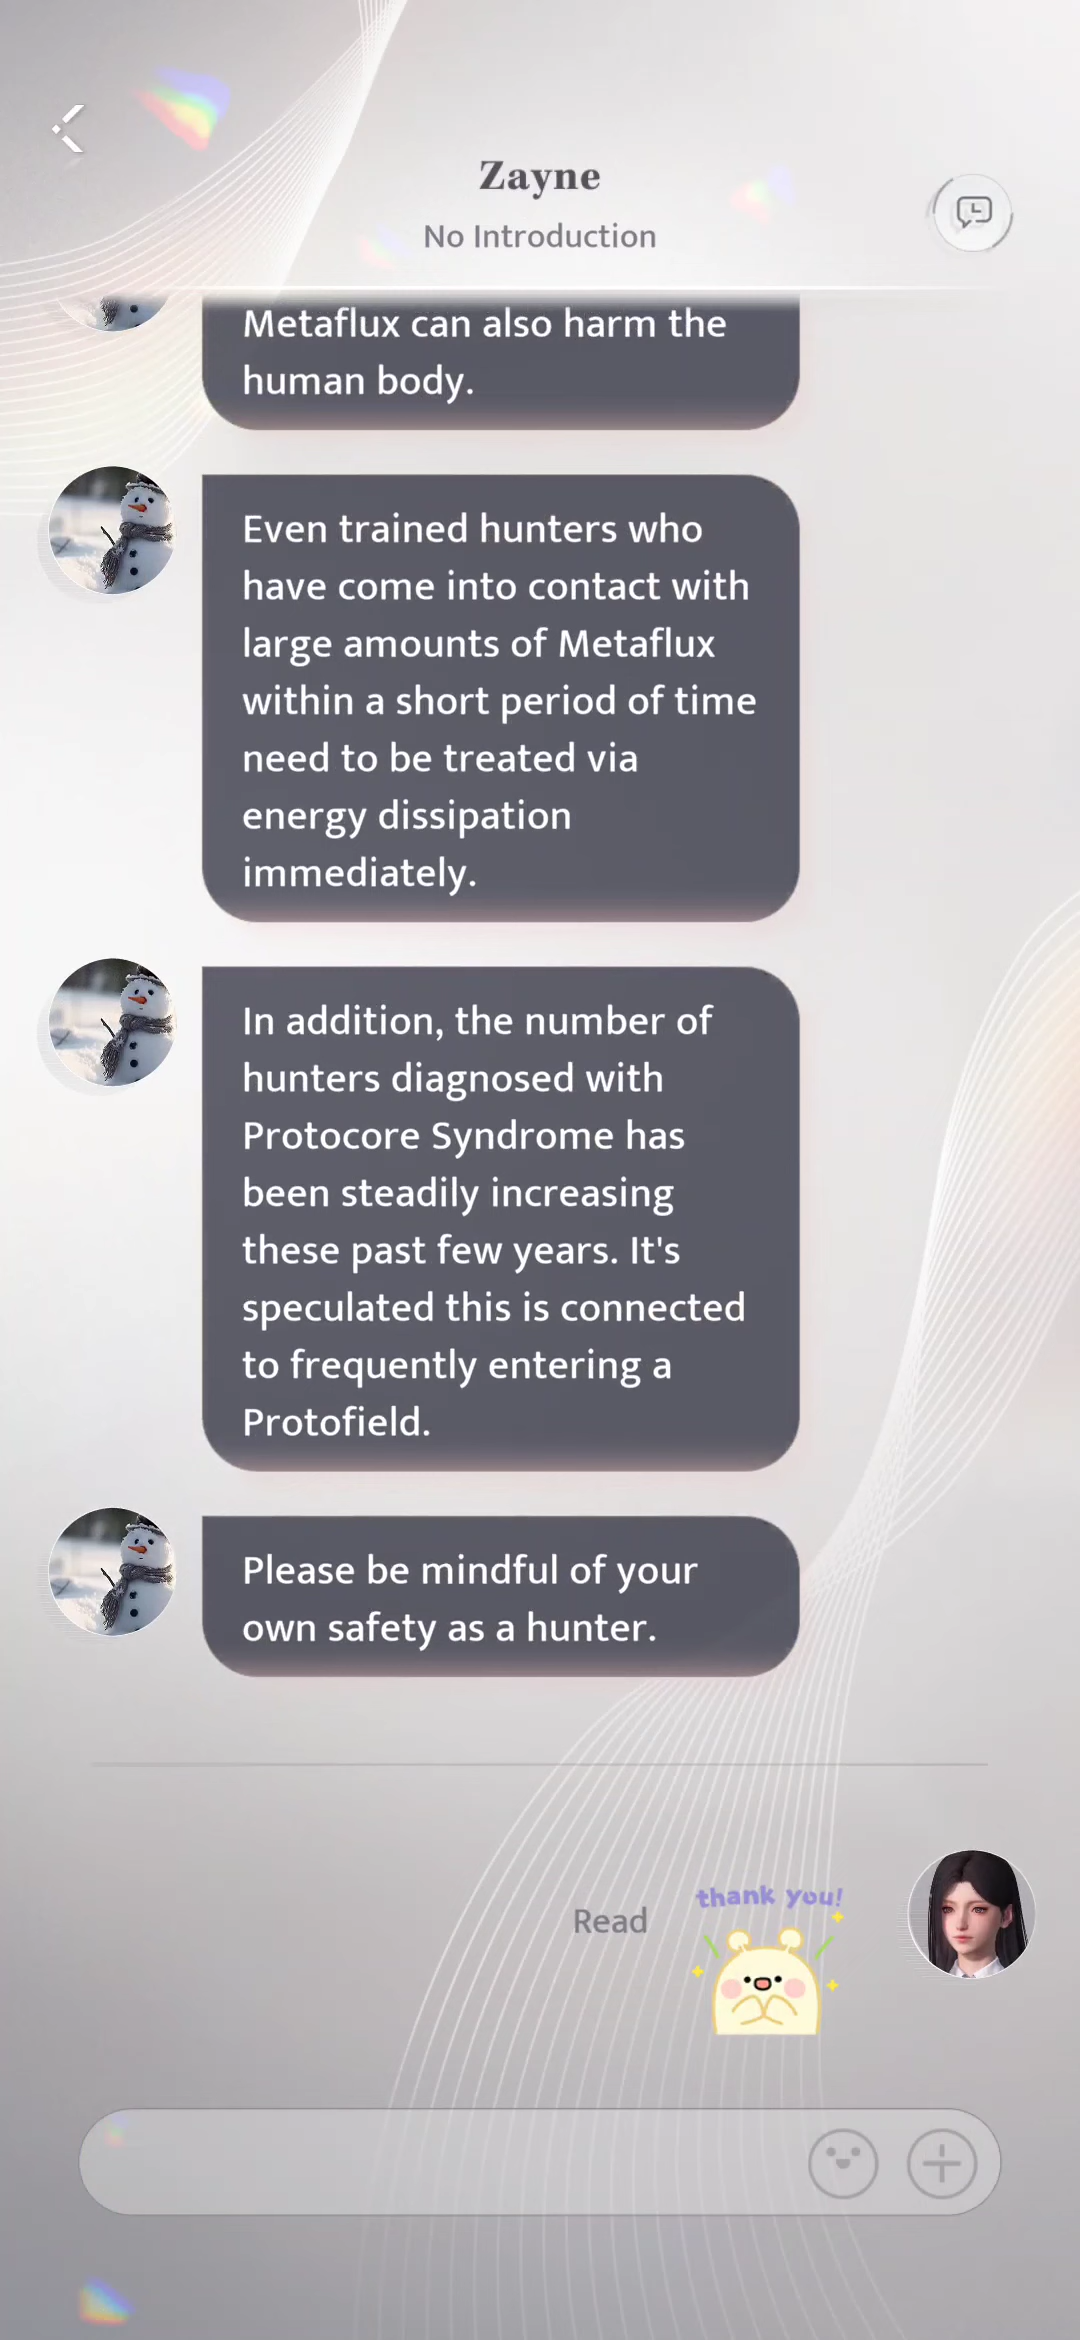 Zayne
No Introduction
Metaflux can also harm the
human body.
Even trained hunters who
have come into contact with
large amounts of Metaflux
within a short period of time
need to be treated via
energy dissipation
immediately.
In addition, the number of
hunters diagnosed with
Protocore Syndrome has
been steadily increasing
these past few years. It's
speculated this is connected
to frequently entering a
Protofield.
Please be mindful of your
own safety as a hunter.
thank you!
Read